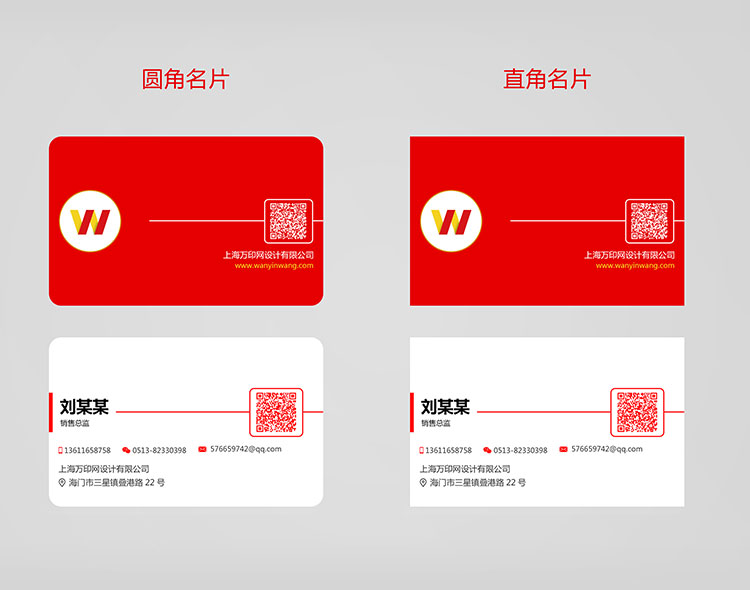 圆角名片
直角名片
W
上海万印网设计有限公司
www.wanyinwang.com
W
上海万印网设计有限公司
www.wanyinwang.com
刘某某
销售总监
13611658758 0513-82330398 576659742@qq.com
上海万印网设计有限公司
海门市三星镇叠港路 22 号
刘某某
销售总监
13611658758 0513-82330398 576659742@qq.com
上海万印网设计有限公司
海门市三星镇叠港路 22 号